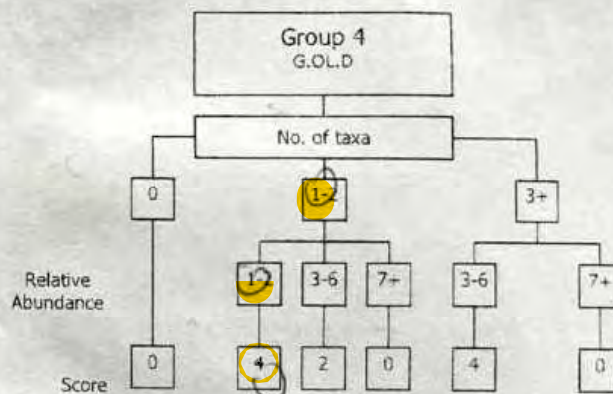 Group 4
G.OL.D
No. of taxa
0 1-2 3+
Relative
Abundance
1-2 3-6 7+ 3-6 7+
Score
0 4 2 0 4 0